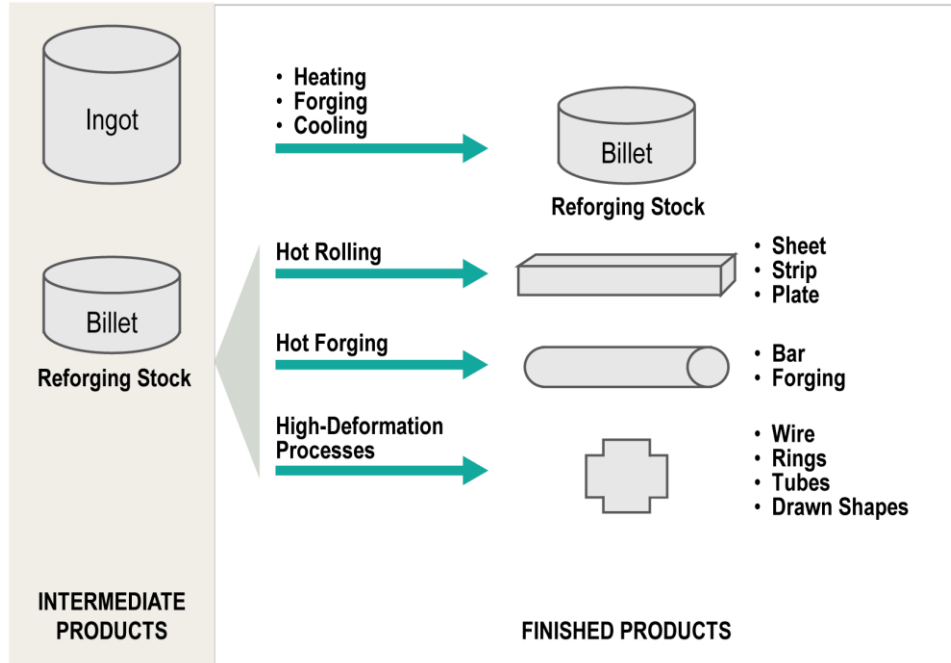 Ingot
• Heating
• Forging
• Cooling
Billet
Reforging Stock
Billet
Reforging Stock
Hot Rolling
• Sheet
• Strip
• Plate
Hot Forging
• Bar
• Forging
High-Deformation
Processes
• Wire
• Rings
• Tubes
• Drawn Shapes
INTERMEDIATE
PRODUCTS
FINISHED PRODUCTS